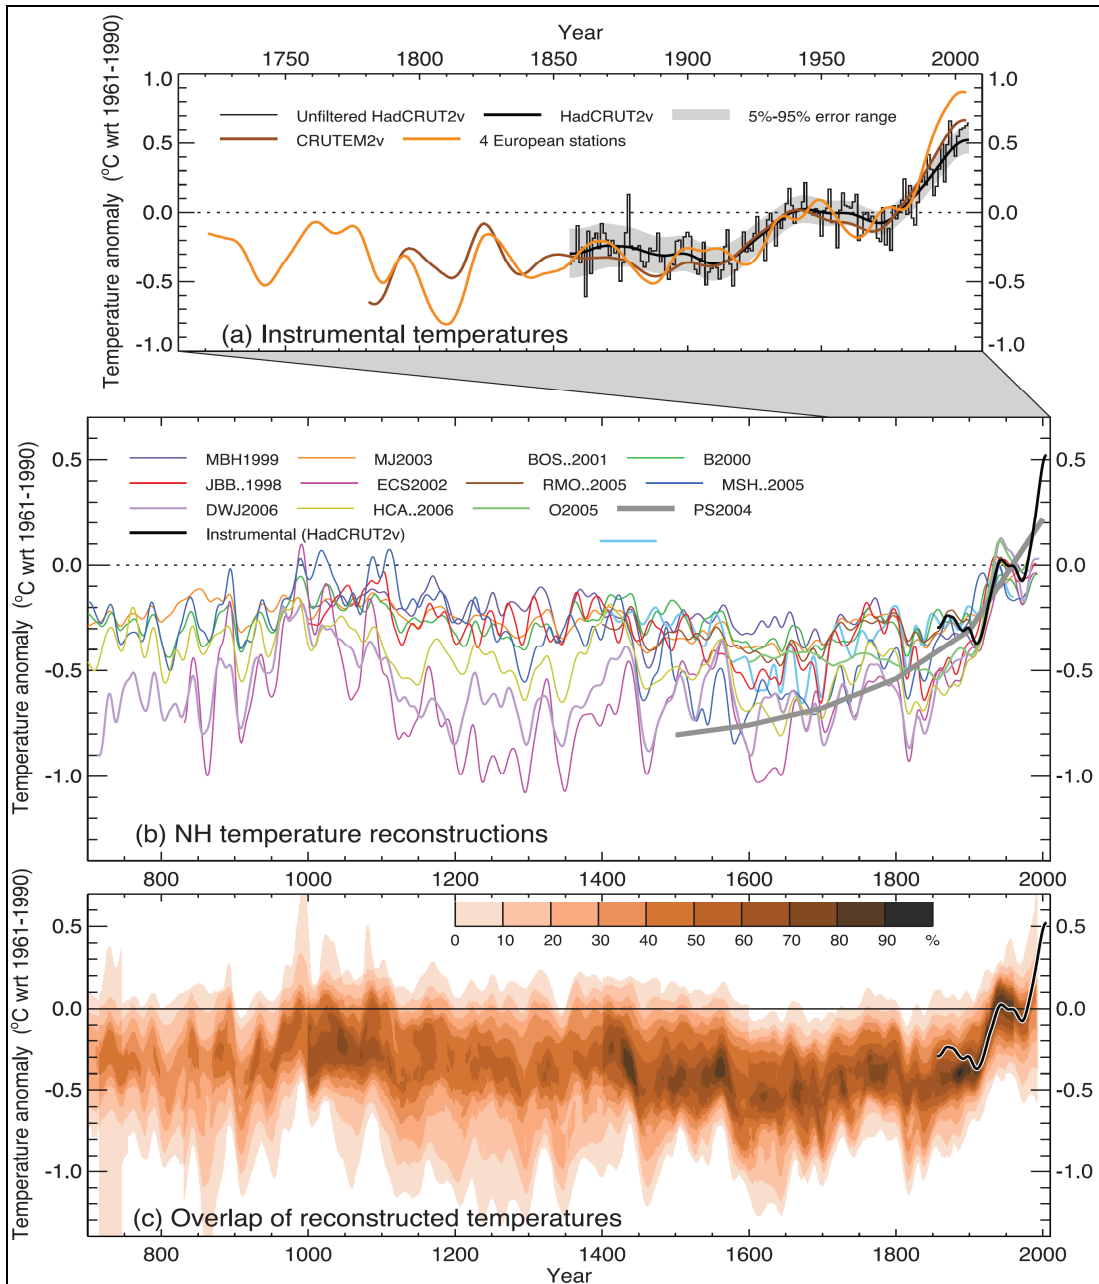 Year
1750 1800 1850 1900 1950 2000
1.0 1.0
0.5 0.5
0.0 0.0
-0.5 -0.5
-1.0 -1.0
Temperature anomaly (°C wrt 1961-1990)
Unfiltered HadCRUT2v HadCRUT2v 5%-95% error range
CRUTEM2v 4 European stations
(a) Instrumental temperatures
0.5 0.5
0.0 0.0
-0.5 -0.5
-1.0 -1.0
Temperature anomaly (°C wrt 1961-1990)
MBH1999 MJ2003 BOS..2001 B2000
JBB..1998 ECS2002 RMO..2005 MSH..2005
DWJ2006 HCA..2006 O2005 PS2004
Instrumental (HadCRUT2v)
(b) NH temperature reconstructions
800 1000 1200 1400 1600 1800 2000
Year
0.5 0.5
0.0 0.0
-0.5 -0.5
-1.0 -1.0
Temperature anomaly (°C wrt 1961-1990)
0 10 20 30 40 50 60 70 80 90 %
(c) Overlap of reconstructed temperatures
800 1000 1200 1400 1600 1800 2000
Year